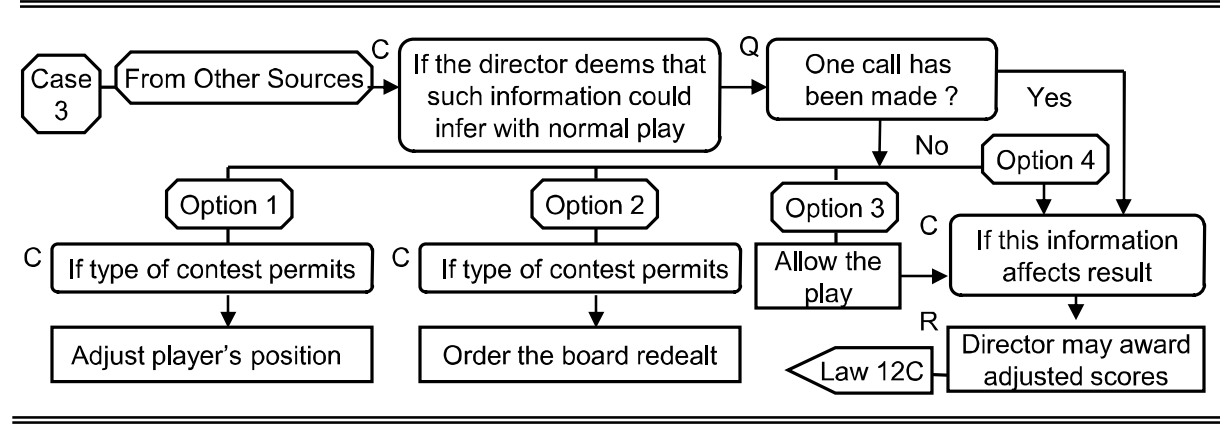 Case
3
From Other Sources
C
If the director deems that
such information could
infer with normal play
Q
One call has
been made ?
Yes
No
Option 1
Option 2
Option 3
Option 4
C
If type of contest permits
C
If type of contest permits
Allow the
play
C
If this information
affects result
Adjust player's position
Order the board redealt
Law 12C
R
Director may award
adjusted scores